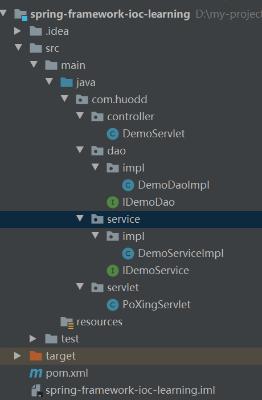 spring-framework-ioc-learning D:\my-project
.idea
src
main
java
com.huodd
controller
DemoServlet
dao
impl
DemoDaoImpl
IDemoDao
service
impl
DemoServiceImpl
IDemoService
servlet
PoXingServlet
resources
test
target
pom.xml
spring-framework-ioc-learning.iml